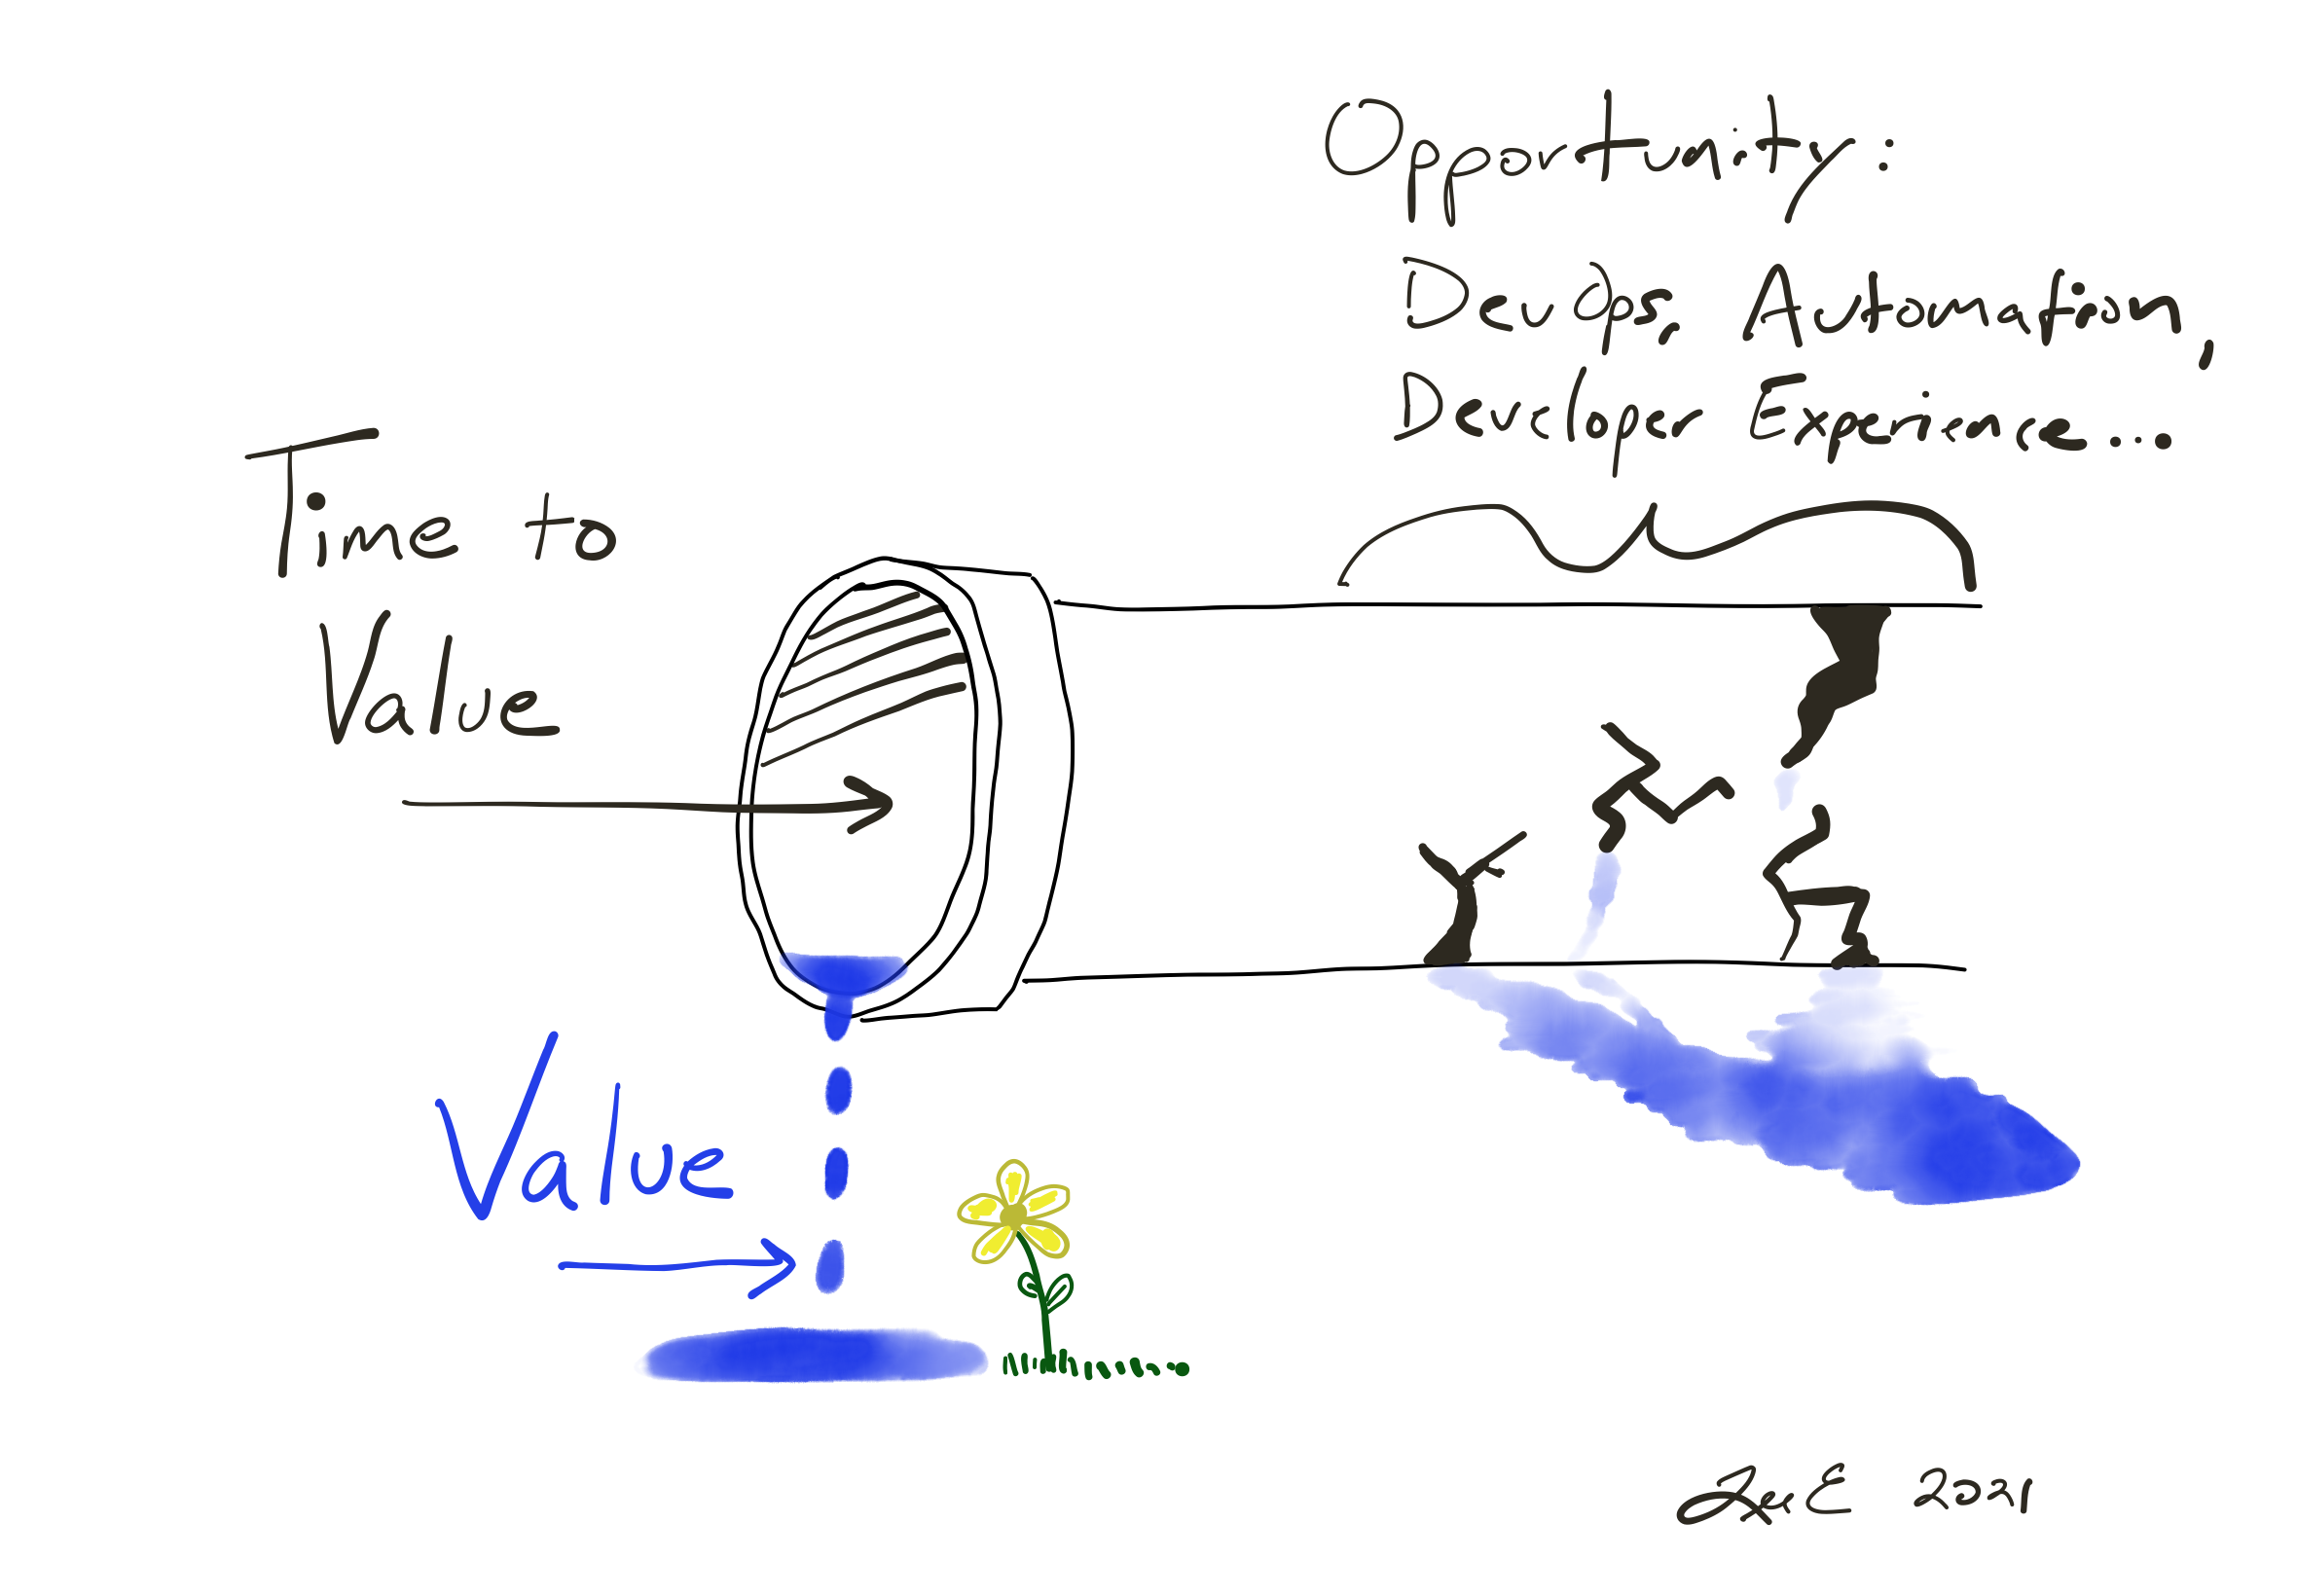 Opportunity:
DevOps, Automation,
Developer Experience...
Time to
Value
Value
2021